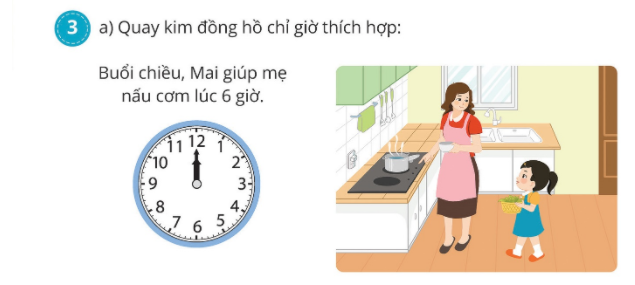 3 a) Quay kim đồng hồ chỉ giờ thích hợp:
Buổi chiều, Mai giúp mẹ
nấu cơm lúc 6 giờ.
11 12 1
10 2
9 3
8 4
7 6 5